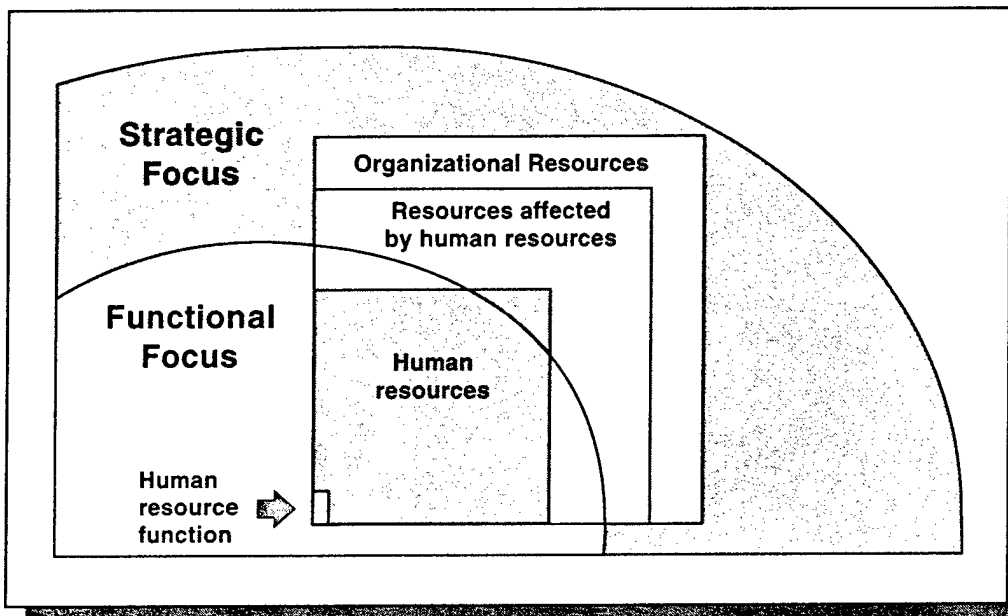 Strategic
Focus
Organizational Resources
Resources affected
by human resources
Functional
Focus
Human
resources
Human
resource
function